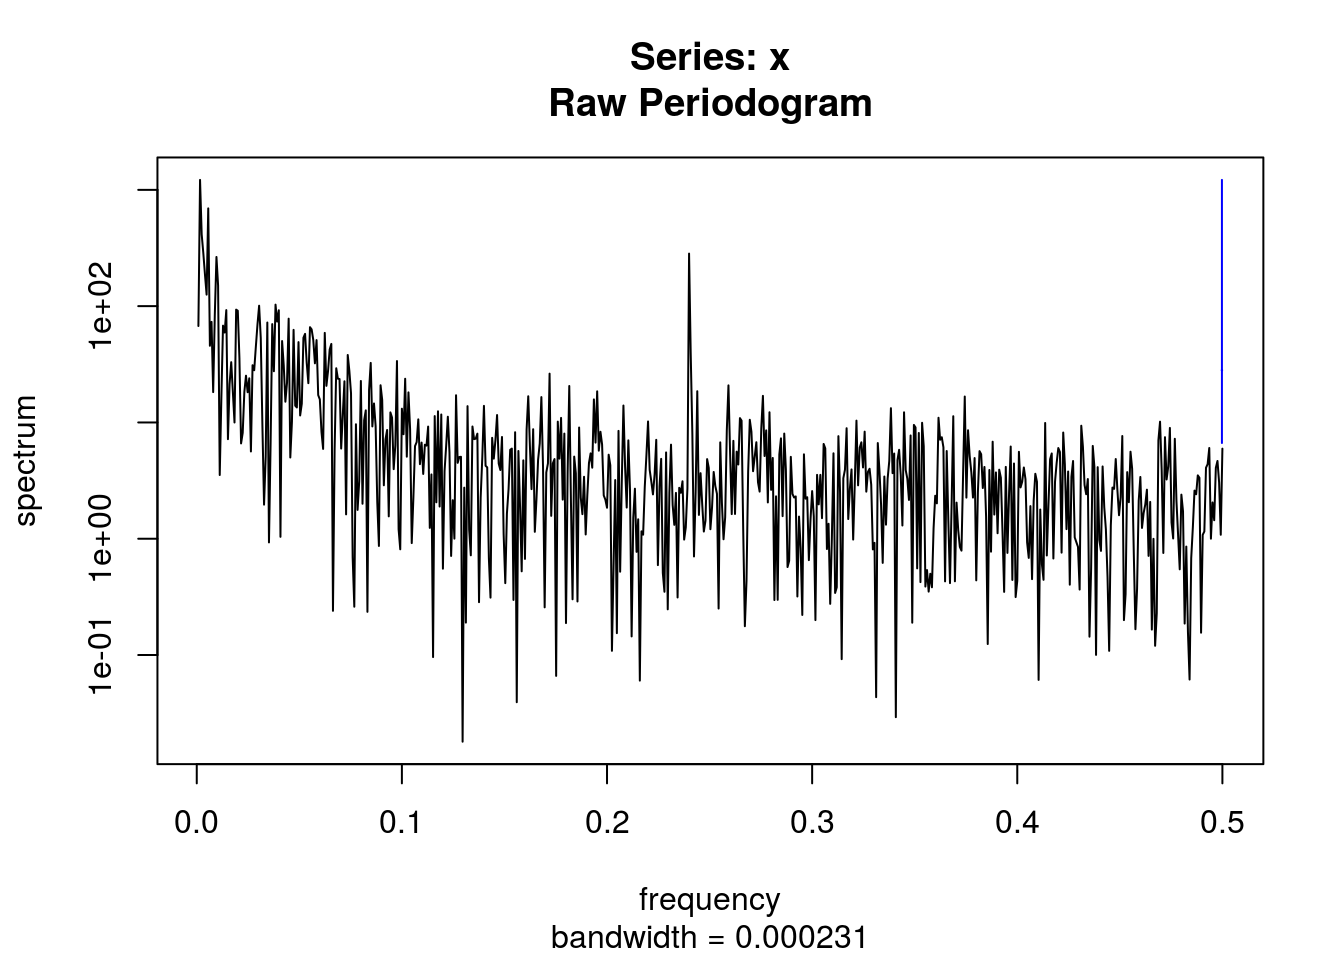 Series: x
Raw Periodogram
spectrum
1e+02
1e+00
1e-01
0.0 0.1 0.2 0.3 0.4 0.5
frequency
bandwidth = 0.000231